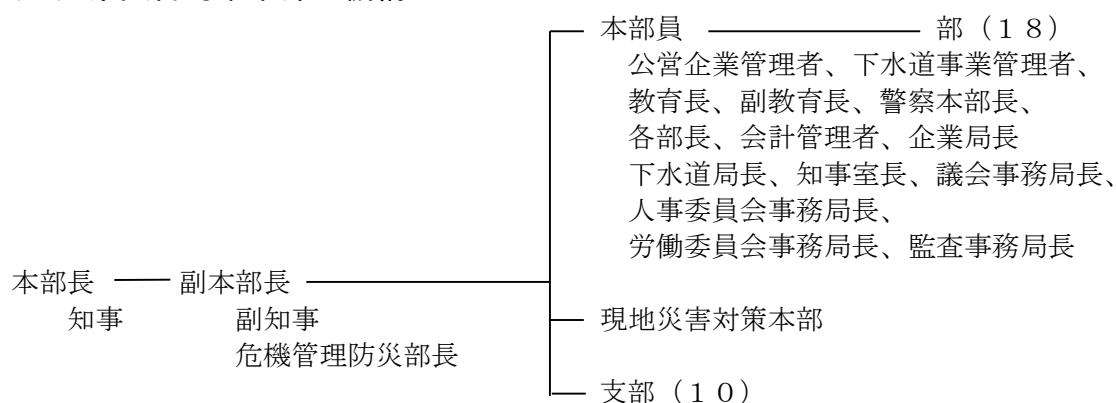 本部員 部（１８）
公営企業管理者、下水道事業管理者、
教育長、副教育長、警察本部長、
各部長、会計管理者、企業局長
下水道局長、知事室長、議会事務局長、
人事委員会事務局長、
労働委員会事務局長、監査事務局長
本部長 副本部長
知事 副知事
現地災害対策本部
危機管理防災部長
支部（１０）